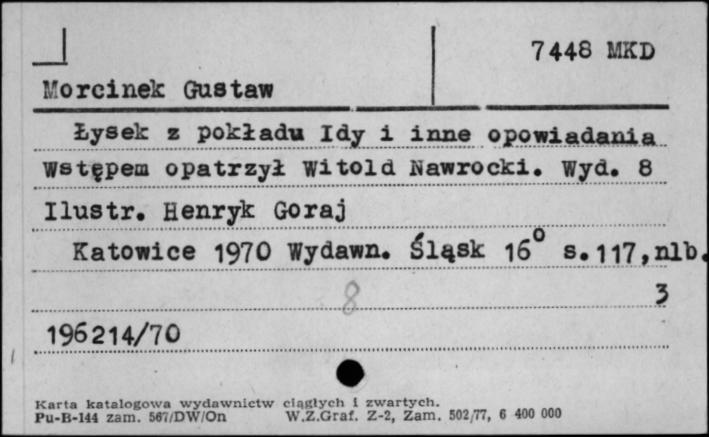 7448 MKD
Morcinek Gustaw
Łysek z pokładu Idy i inne opowiadania
Wstępem opatrzył Witold Nawrocki. Wyd. 8
Ilustr. Henryk Goraj
Katowice 1970 Wydawn. Śląsk 16° s.117,nlb.
8 3
196214/70
Karta katalogowa wydawnictw ciągłych i zwartych.
Pu-B-144 zam. 567/DW/On W.Z.Graf. Z-2, Zam. 502/77, 6 400 000